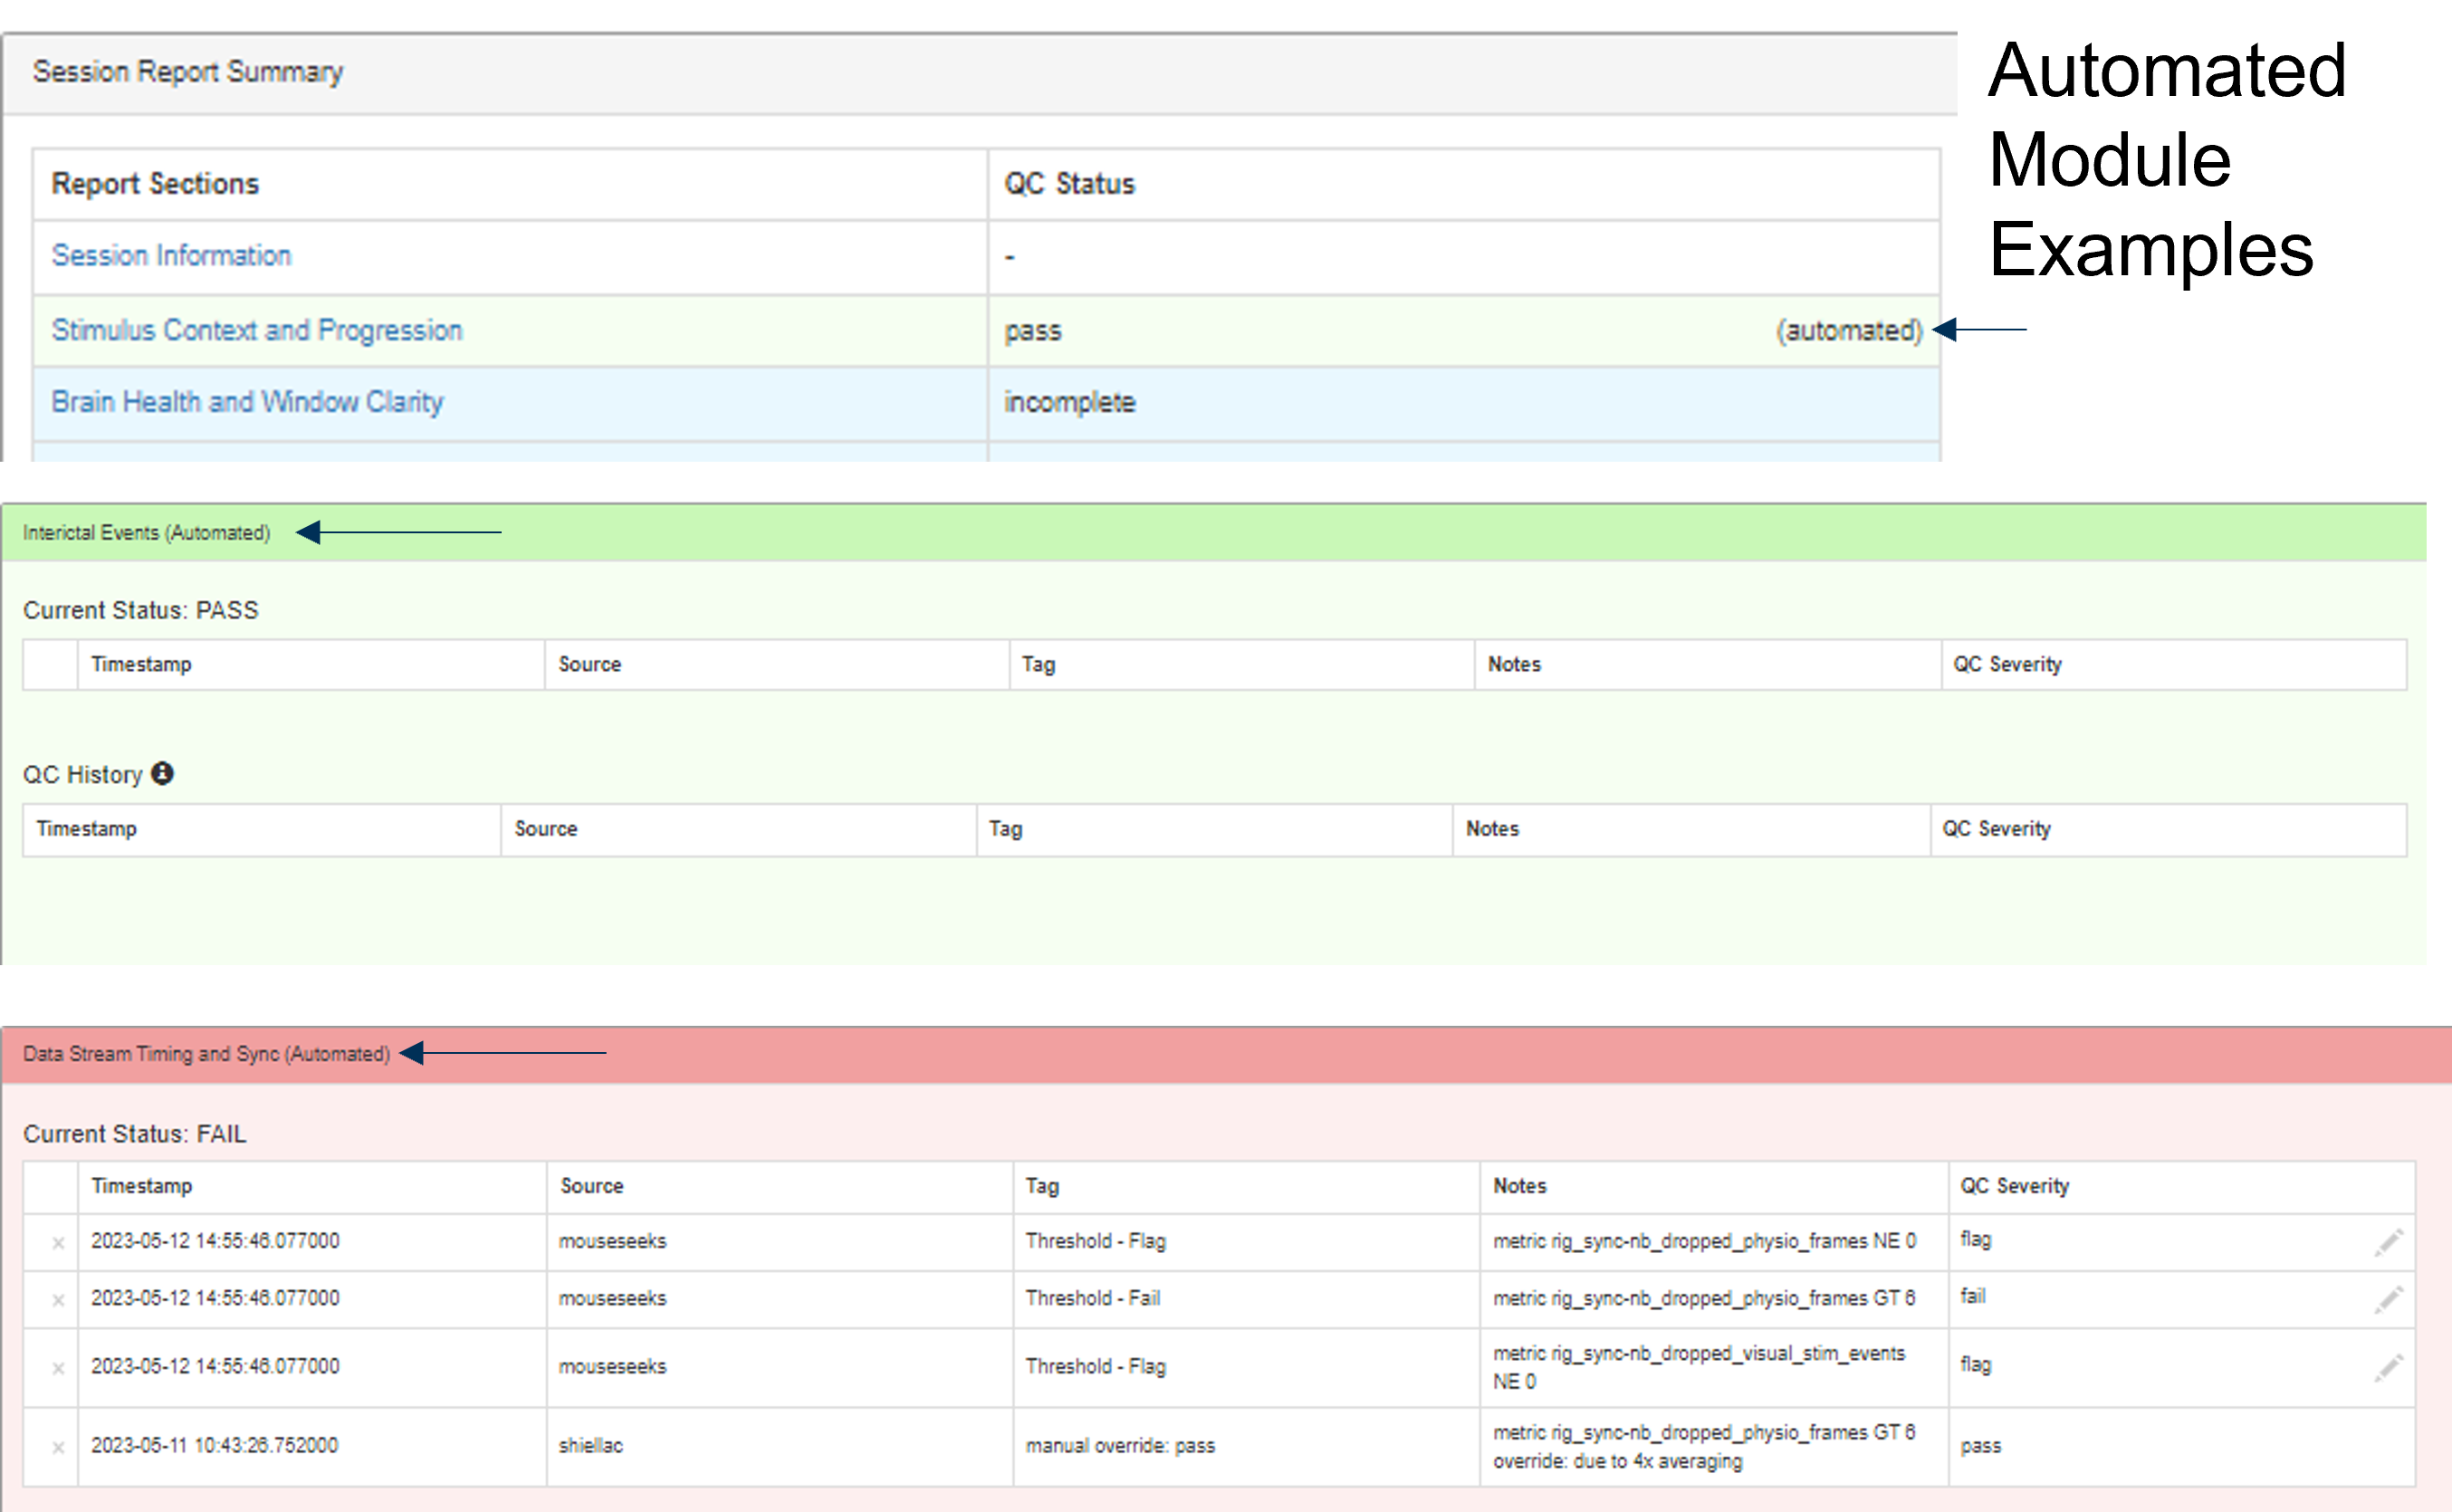 Automated
Module
Examples
Session Report Summary
Report Sections QC Status
Session Information -
Stimulus Context and Progression pass (automated)
Brain Health and Window Clarity incomplete
Interictal Events (Automated)
Current Status: PASS
Timestamp Source Tag Notes QC Severity
QC History
Timestamp Source Tag Notes QC Severity
Data Stream Timing and Sync (Automated)
Current Status: FAIL
Timestamp Source Tag Notes QC Severity
× 2023-05-12 14:55:46.077000 mouseseeks Threshold - Flag metric rig_sync-nb_dropped_physio_frames NE 0 flag
× 2023-05-12 14:55:46.077000 mouseseeks Threshold - Fail metric rig_sync-nb_dropped_physio_frames GT 6 fail
× 2023-05-12 14:55:46.077000 mouseseeks Threshold - Flag metric rig_sync-nb_dropped_visual_stim_events
NE 0 flag
× 2023-05-11 10:43:26.752000 shiellac manual override: pass metric rig_sync-nb_dropped_physio_frames GT 6
override: due to 4x averaging pass